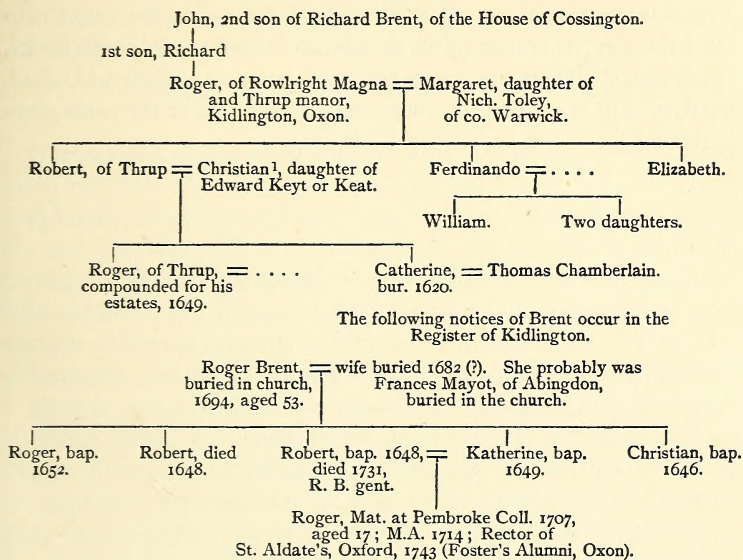 John, 2nd son of Richard Brent, of the House of Cossington.
1st son, Richard
Roger, of Rowlright Magna = Margaret, daughter of
and Thrup manor, Nich. Toley,
Kidlington, Oxon. of co. Warwick.
Robert, of Thrup = Christian¹, daughter of Ferdinando = . . . . Elizabeth.
Edward Keyt or Keat.
William. Two daughters.
Roger, of Thrup, = . . . . Catherine, = Thomas Chamberlain.
compounded for his bur. 1620.
estates, 1649.
The following notices of Brent occur in the
Register of Kidlington.
Roger Brent, = wife buried 1682 (?). She probably was
buried in church, Frances Mayot, of Abingdon,
1694, aged 53. buried in the church.
Roger, bap. Robert, died Robert, bap. 1648, = Katherine, bap. Christian, bap.
1652. 1648. died 1731, 1649. 1646.
R. B. gent.
Roger, Mat. at Pembroke Coll. 1707,
aged 17; M.A. 1714; Rector of
St. Aldate's, Oxford, 1743 (Foster's Alumni, Oxon).